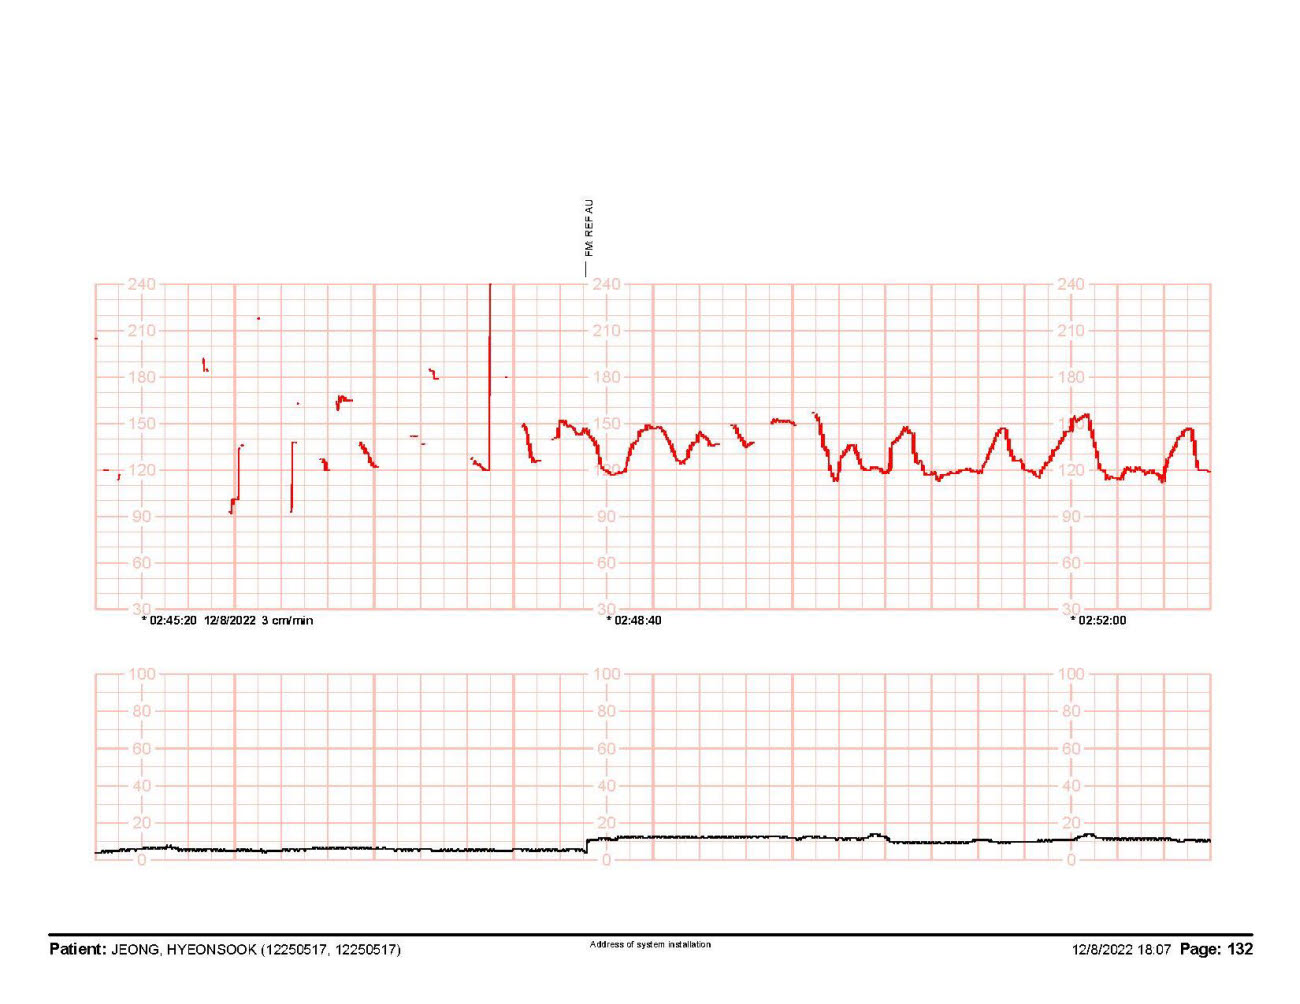 FM: REF AU
240 240 240
210 210 210
180 180 180
150 150 150
120 120 120
90 90 90
60 60 60
30 30 30
* 02:45:20 12/8/2022 3 cm/min * 02:48:40 * 02:52:00
100 100 100
80 80 80
60 60 60
40 40 40
20 20 20
0 0 0
Patient: JEONG, HYEONSOOK (12250517, 12250517) Address of system installation 12/8/2022 18:07 Page: 132